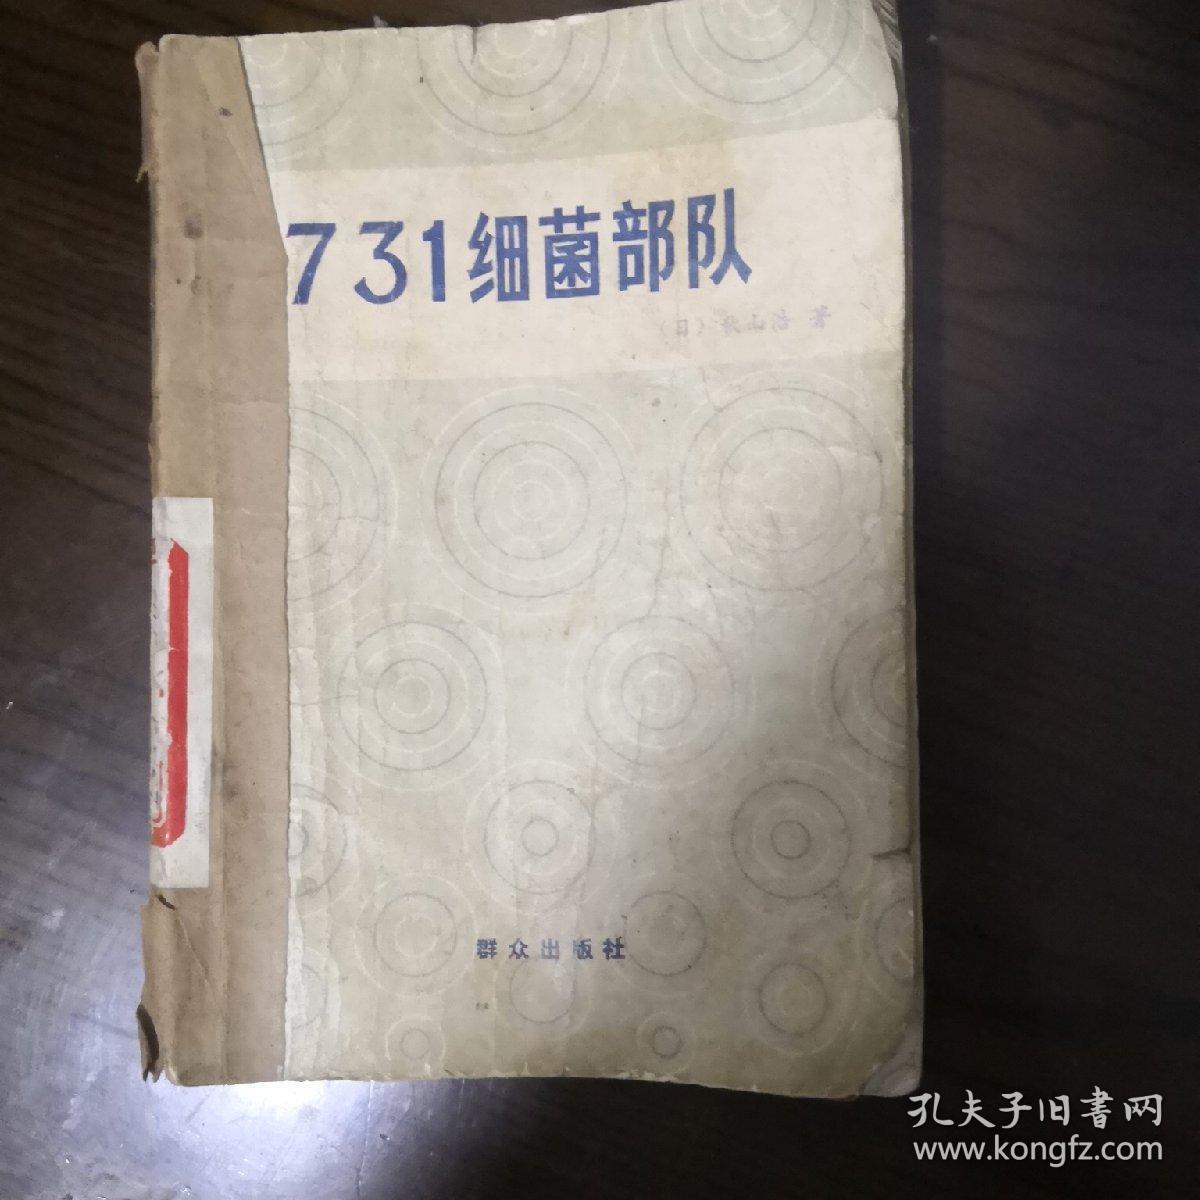 731细菌部队
（日）秋山浩 著
群众出版社
孔夫子旧書网
www.kongfz.com